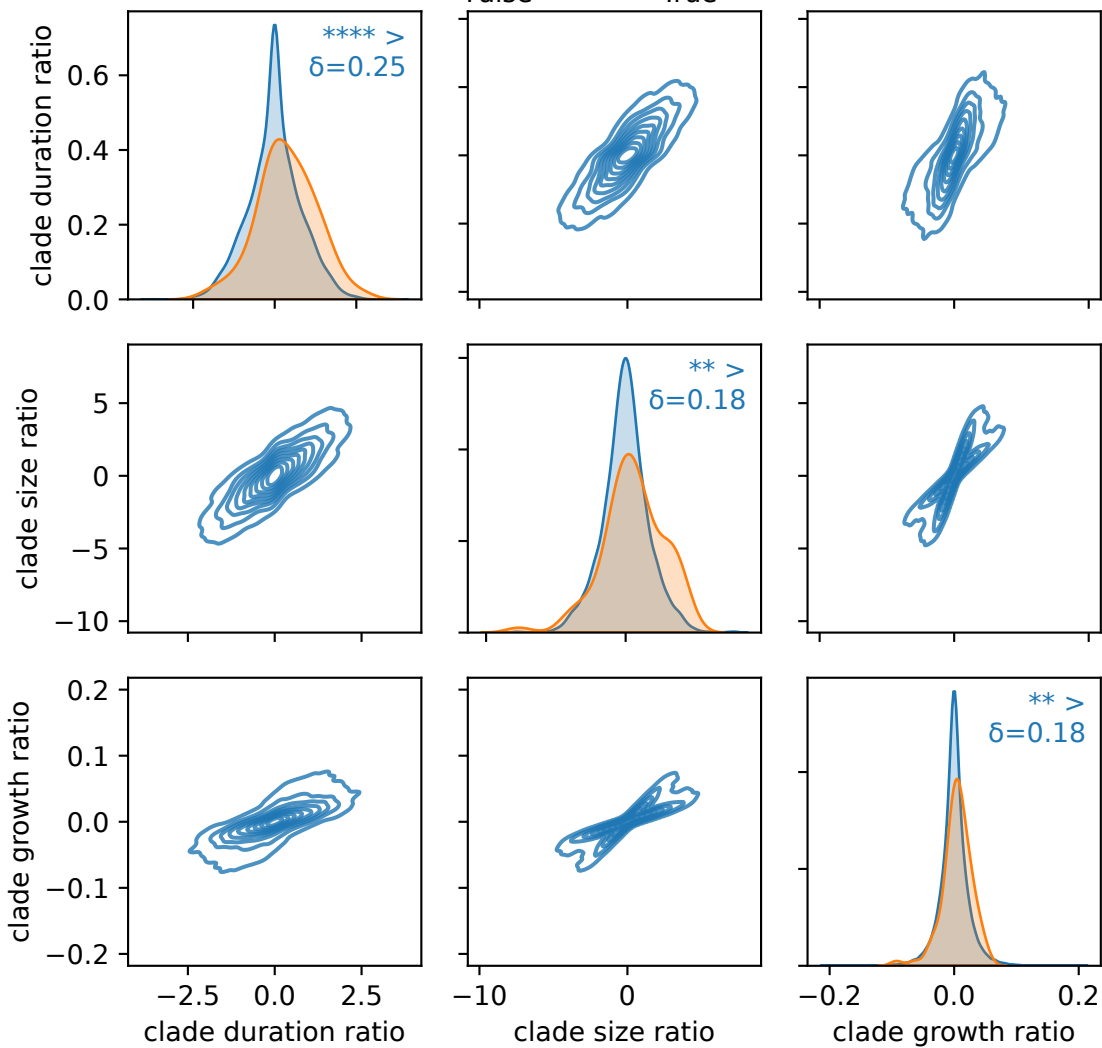 clade duration ratio
0.6
0.4
0.2
0.0
**** >
δ=0.25
clade size ratio
5
0
−5
−10
** >
δ=0.18
clade growth ratio
0.2
0.1
0.0
−0.1
−0.2
** >
δ=0.18
−2.5 0.0 2.5
−10 0
−0.2 0.0 0.2
clade duration ratio
clade size ratio
clade growth ratio